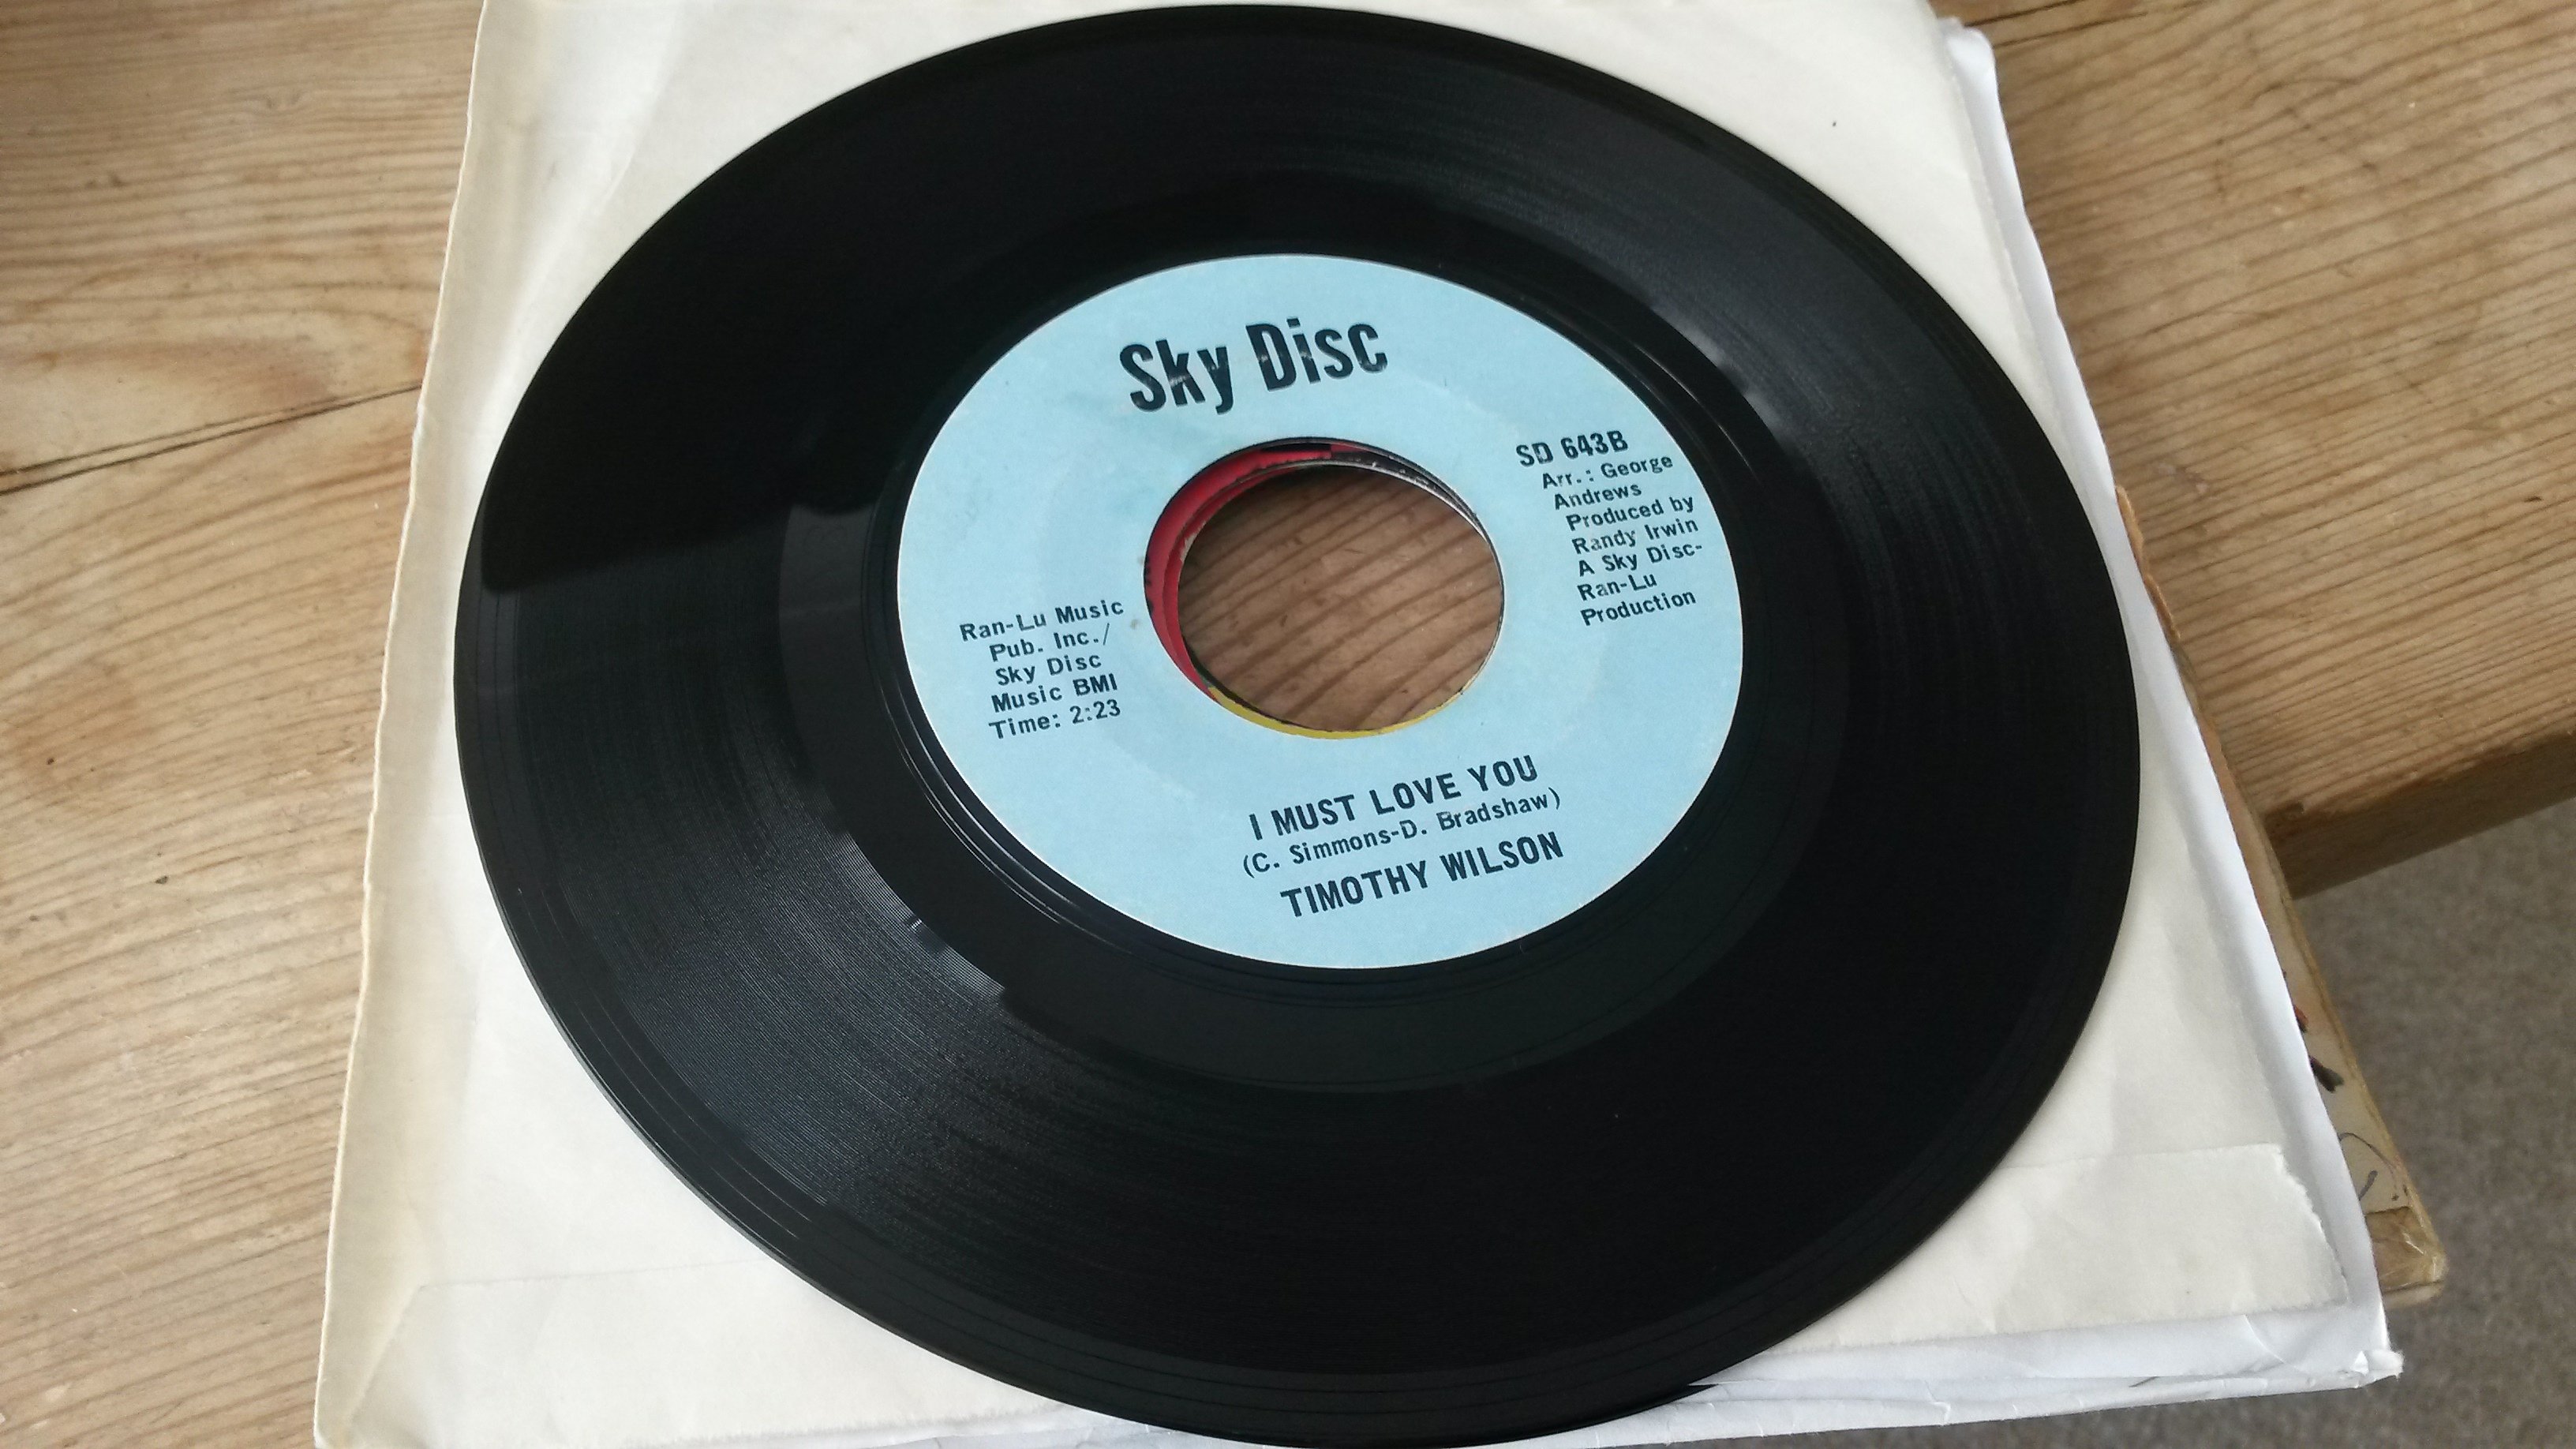 Sky Disc
SD 643B
Arr.: George
Andrews
Produced by
Randy Irwin
A Sky Disc-
Ran-Lu
Production
Ran-Lu Music
Pub. Inc./
Sky Disc
Music BMI
Time: 2:23
I MUST LOVE YOU
(C. Simmons-D. Bradshaw)
TIMOTHY WILSON